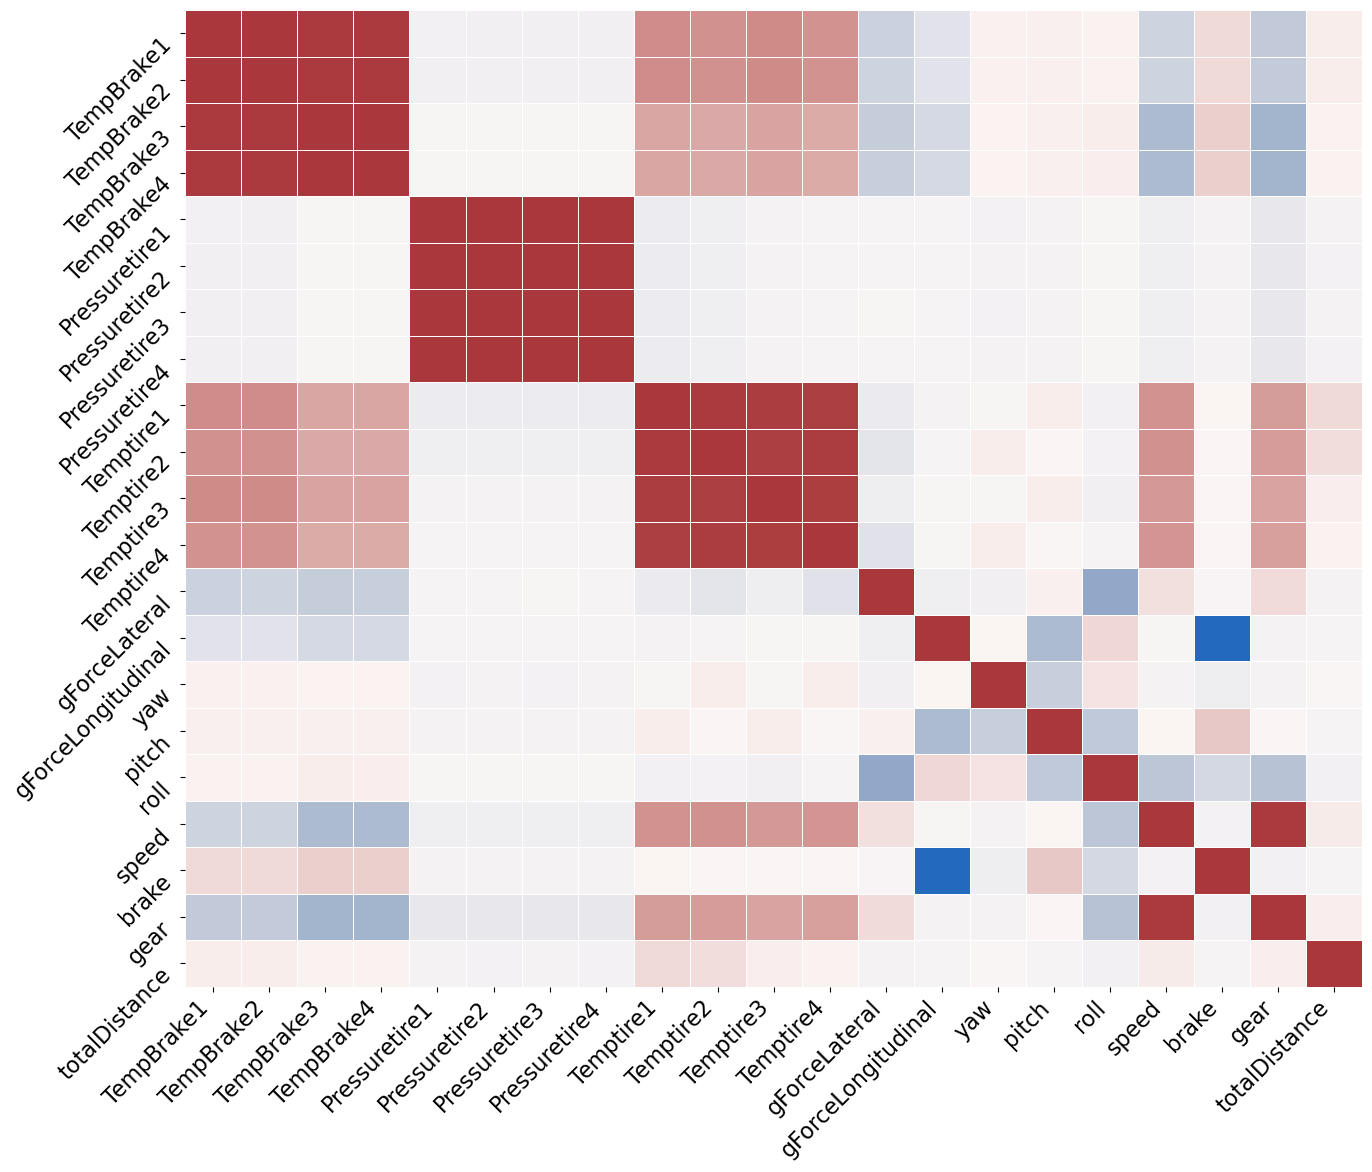 TempBrake1
TempBrake2
TempBrake3
TempBrake4
Pressuretire1
Pressuretire2
Pressuretire3
Pressuretire4
Temptire1
Temptire2
Temptire3
Temptire4
gForceLateral
gForceLongitudinal
yaw
pitch
roll
speed
brake
gear
totalDistance
TempBrake1
TempBrake2
TempBrake3
TempBrake4
Pressuretire1
Pressuretire2
Pressuretire3
Pressuretire4
Temptire1
Temptire2
Temptire3
Temptire4
gForceLateral
gForceLongitudinal
yaw
pitch
roll
speed
brake
gear
totalDistance